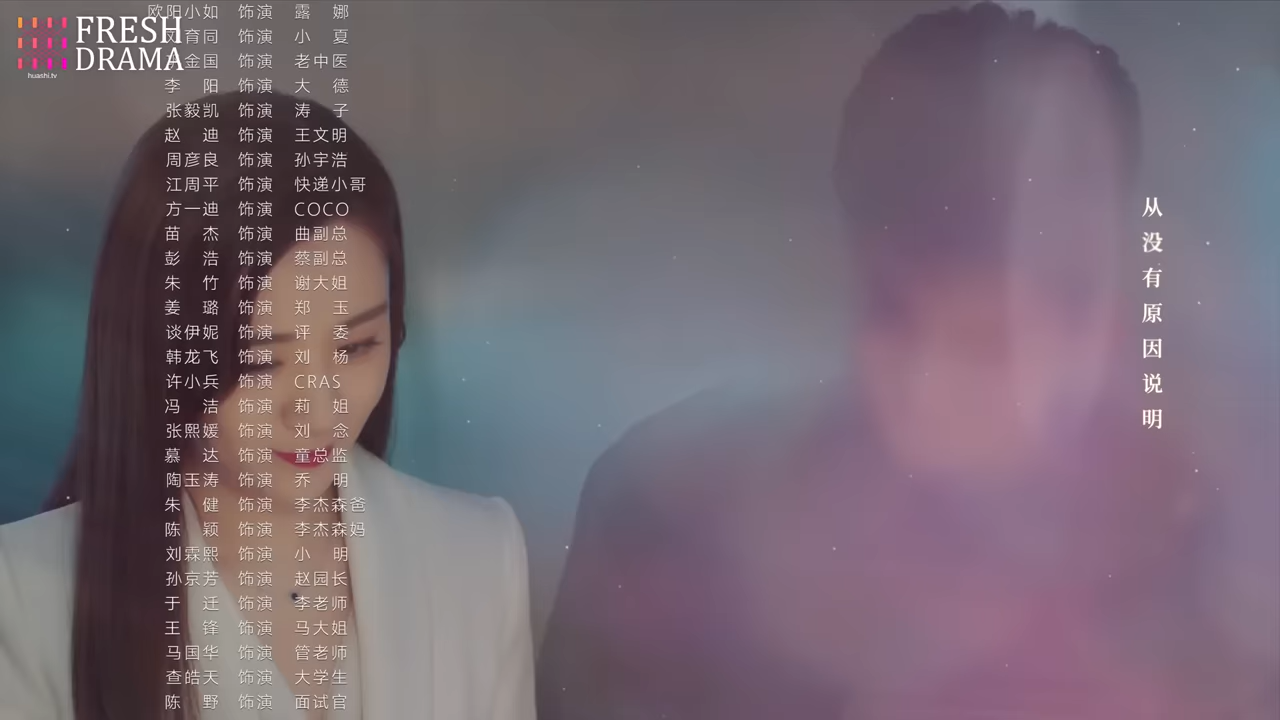 FRESH
DRAMA
huashi.tv
欧阳小如 饰演 露 娜
育同 饰演 小 夏
金国 饰演 老中医
李 阳 饰演 大 德
张毅凯 饰演 涛 子
赵 迪 饰演 王文明
周彦良 饰演 孙宇浩
江周平 饰演 快递小哥
方一迪 饰演 COCO
苗 杰 饰演 曲副总
彭 浩 饰演 蔡副总
朱 竹 饰演 谢大姐
姜 璐 饰演 郑 玉
谈伊妮 饰演 评 委
韩龙飞 饰演 刘 杨
许小兵 饰演 CRAS
冯 洁 饰演 莉 姐
张熙媛 饰演 刘 念
慕 达 饰演 童总监
陶玉涛 饰演 乔 明
朱 健 饰演 李杰森爸
陈 颖 饰演 李杰森妈
刘霖熙 饰演 小 明
孙京芳 饰演 赵园长
于 迁 饰演 李老师
王 锋 饰演 马大姐
马国华 饰演 管老师
查皓天 饰演 大学生
陈 野 饰演 面试官
从没有原因说明